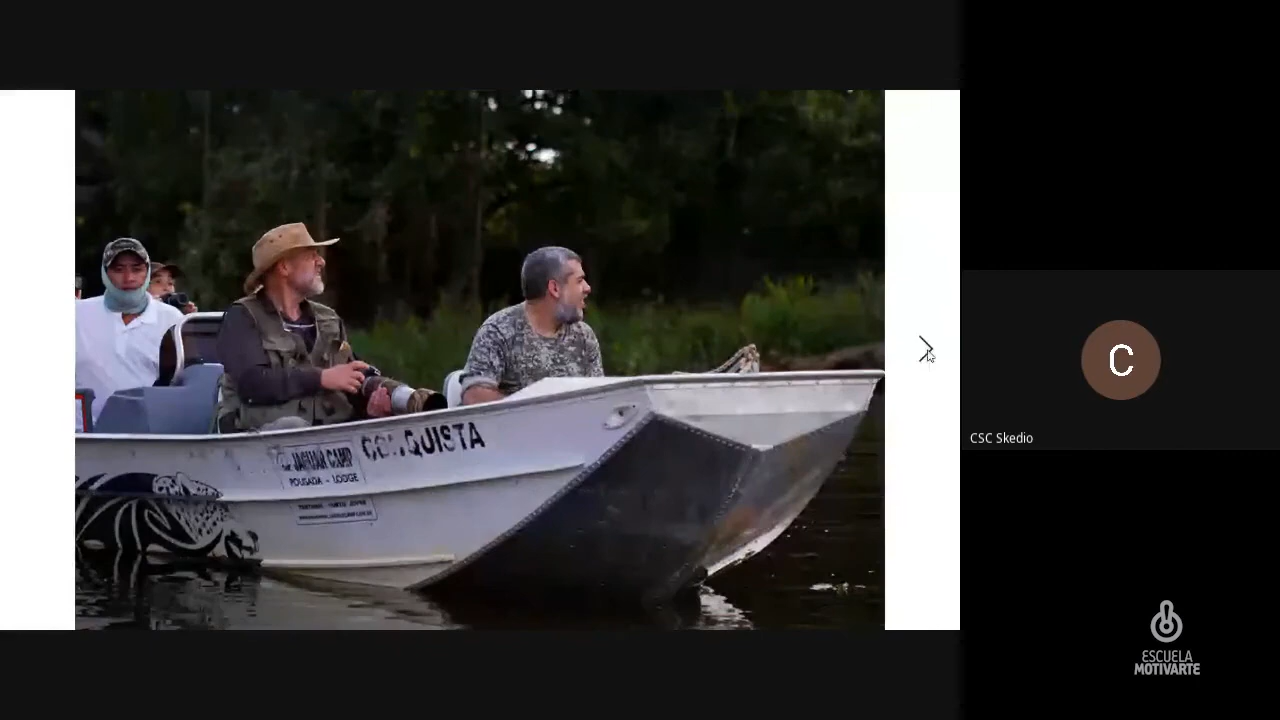 CONQUISTA
JAGUAR CAMP
POUSADA - LODGE
C
CSC Skedio
ESCUELA
MOTIVARTE